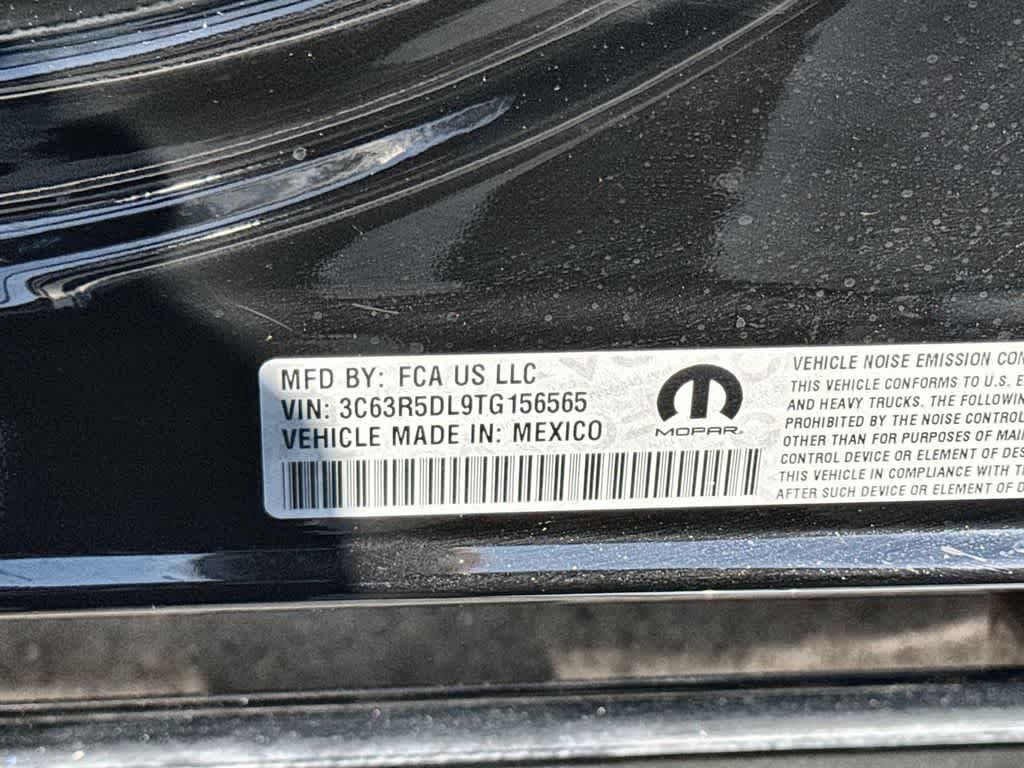 MFD BY: FCA US LLC
VIN: 3C63R5DL9TG156565
VEHICLE MADE IN: MEXICO
MOPAR
VEHICLE NOISE EMISSION
THIS VEHICLE CONFORMS TO U.S.
AND HEAVY TRUCKS. THE FOLLOWING
PROHIBITED BY THE NOISE CONTROL
OTHER THAN FOR PURPOSES OF
CONTROL DEVICE OR ELEMENT OF
THIS VEHICLE IN COMPLIANCE WITH
AFTER SUCH DEVICE OR ELEMENT OF